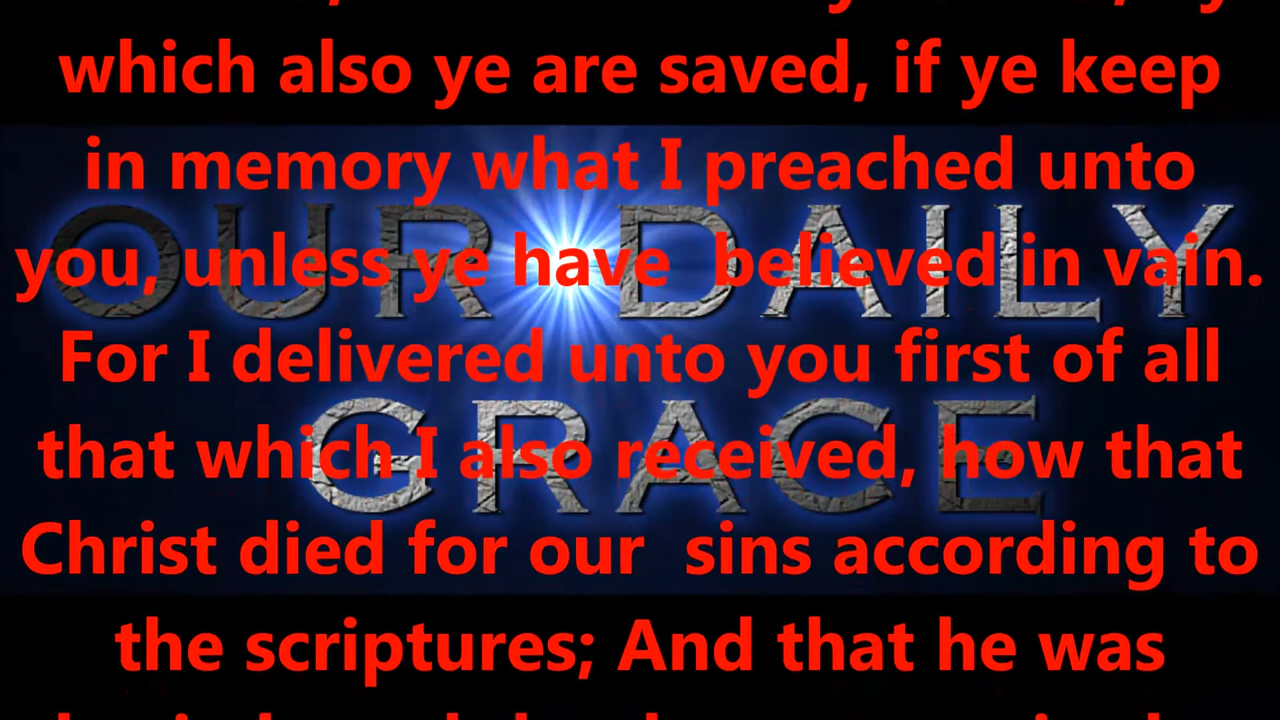 which also ye are saved, if ye keep
in memory what I preached unto
you, unless ye have believed in vain.
For I delivered unto you first of all
that which I also received, how that
Christ died for our sins according to
the scriptures; And that he was
OUR DAILY
GRACE